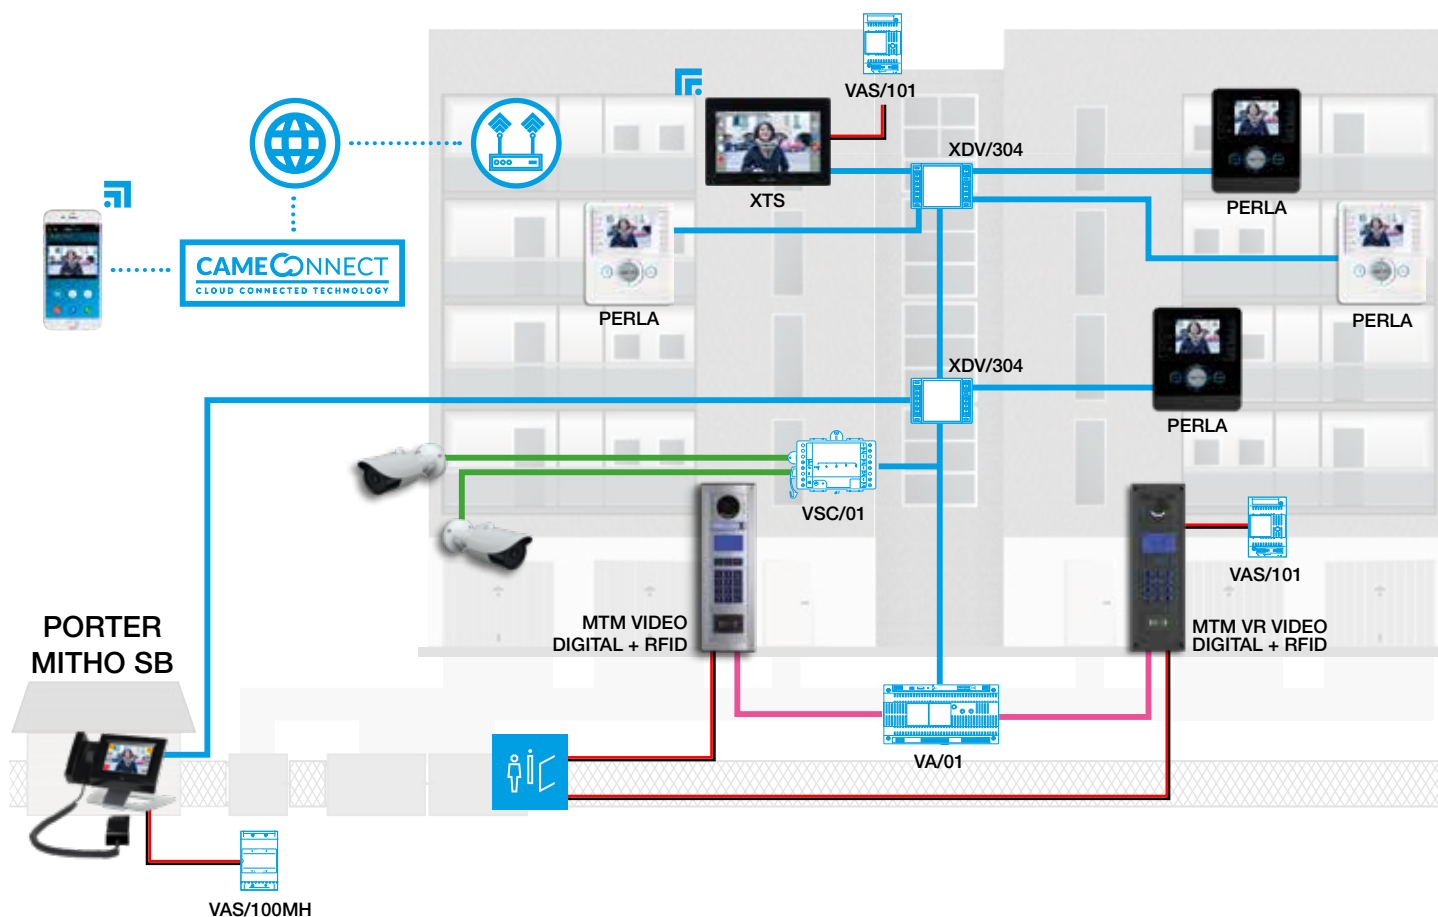 VAS/101
XDV/304
XTS
PERLA
CAMECONNECT
CLOUD CONNECTED TECHNOLOGY
PERLA
PERLA
XDV/304
PERLA
VSC/01
VAS/101
PORTER
MITHO SB
MTM VIDEO
DIGITAL + RFID
MTM VR VIDEO
DIGITAL + RFID
VA/01
VAS/100MH